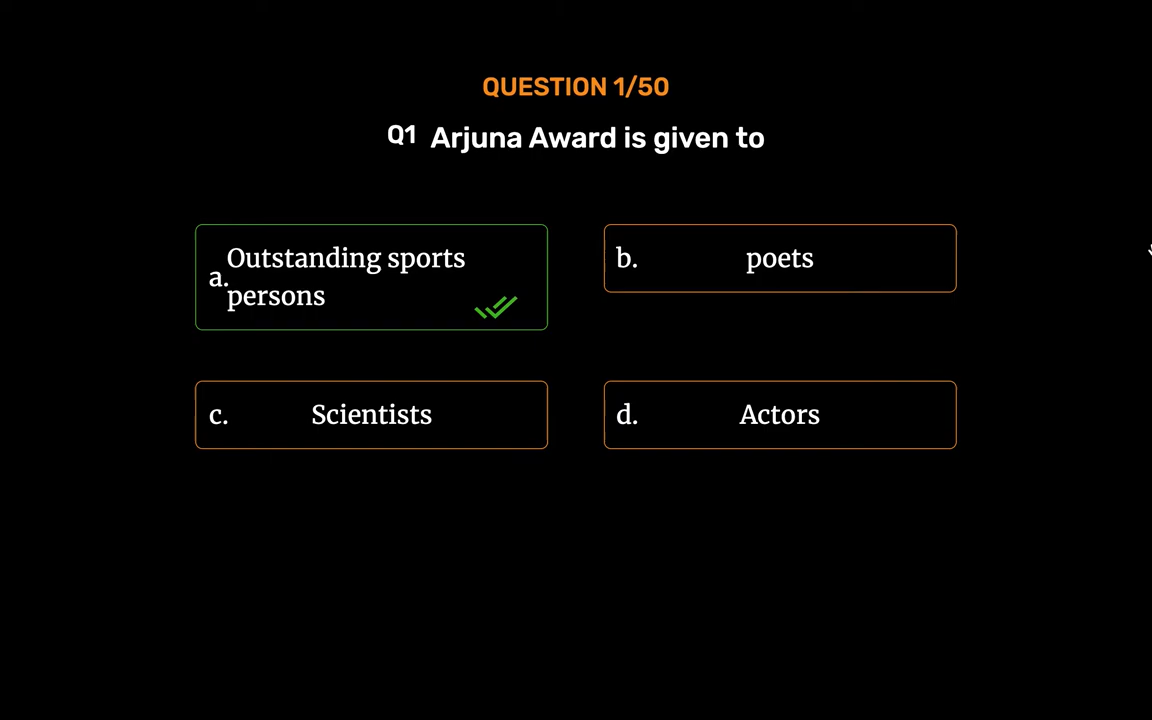 QUESTION 1/50
Q1 Arjuna Award is given to
a. Outstanding sports
persons
b. poets
c. Scientists
d. Actors